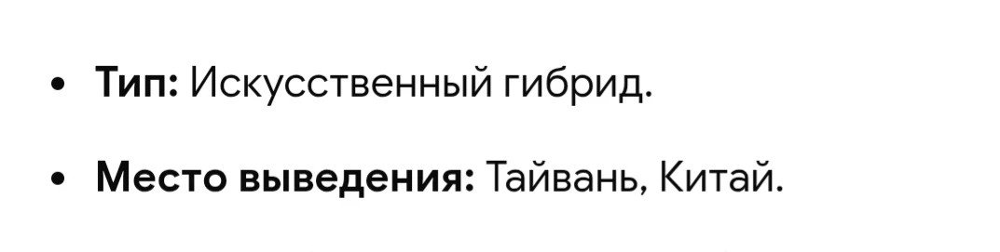 • Тип: Искусственный гибрид.
• Место выведения: Тайвань, Китай.